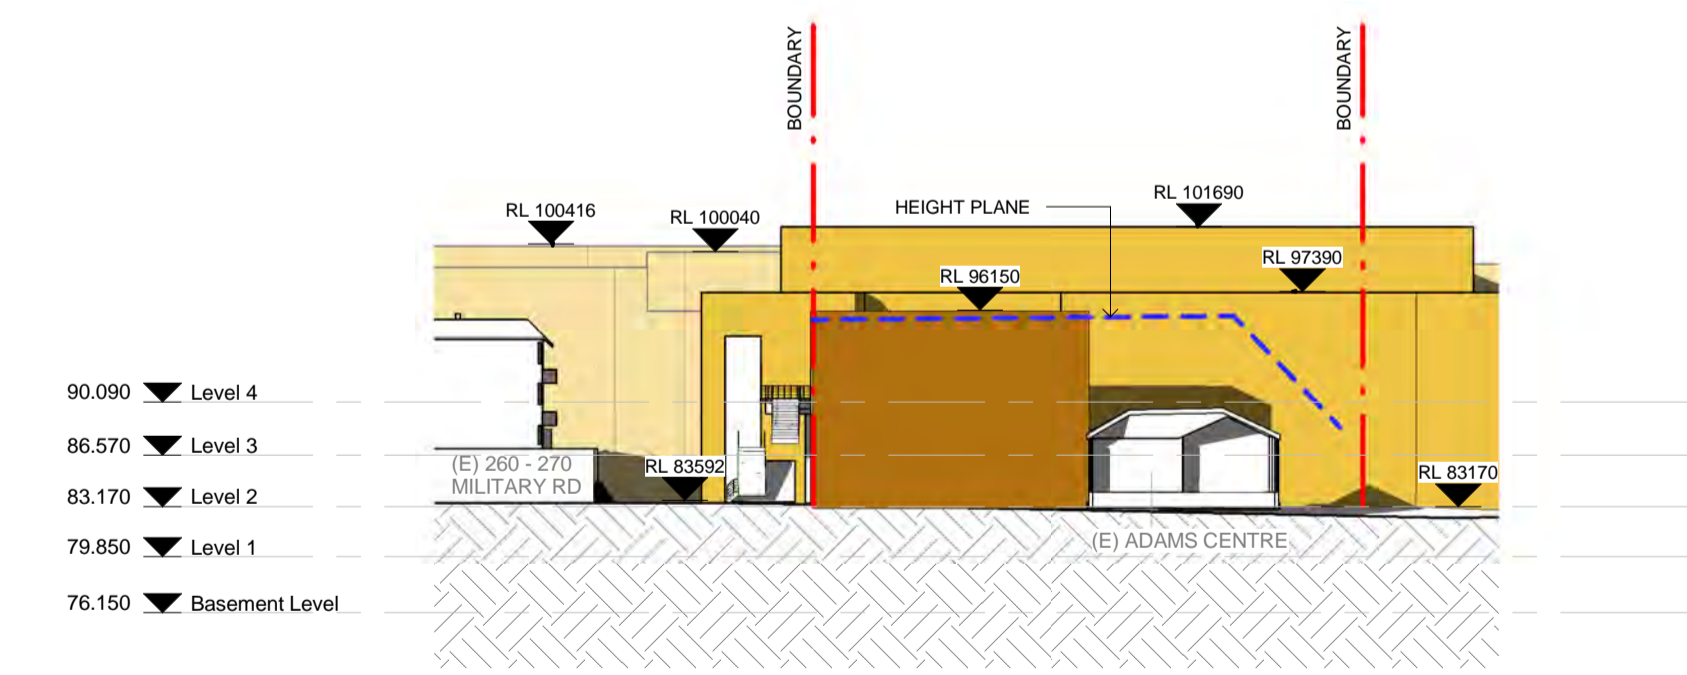 BOUNDARY
BOUNDARY
RL 101690
HEIGHT PLANE
RL 100416
RL 100040
RL 97390
RL 96150
90.090 Level 4
86.570 Level 3
(E) 260 - 270
MILITARY RD
RL 83592
RL 83170
83.170 Level 2
79.850 Level 1
(E) ADAMS CENTRE
76.150 Basement Level